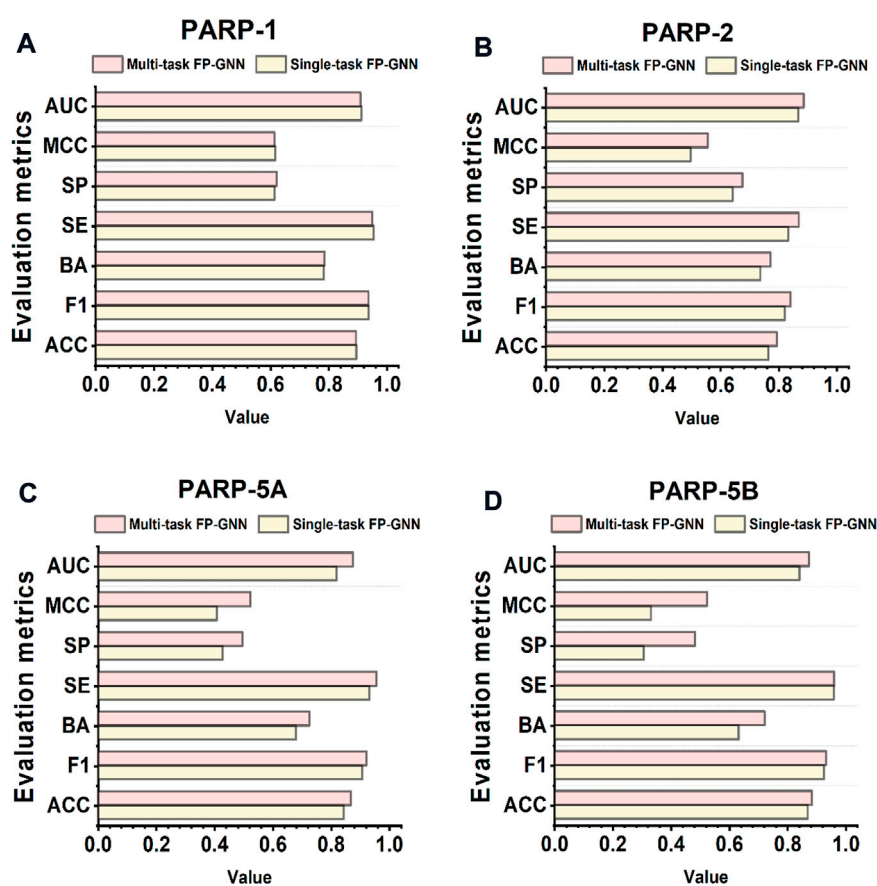 A
PARP-1
Multi-task FP-GNN Single-task FP-GNN
Evaluation metrics
AUC
MCC
SP
SE
BA
F1
ACC
0.0 0.2 0.4 0.6 0.8 1.0
Value
B
PARP-2
Multi-task FP-GNN Single-task FP-GNN
Evaluation metrics
AUC
MCC
SP
SE
BA
F1
ACC
0.0 0.2 0.4 0.6 0.8 1.0
Value
C
PARP-5A
Multi-task FP-GNN Single-task FP-GNN
Evaluation metrics
AUC
MCC
SP
SE
BA
F1
ACC
0.0 0.2 0.4 0.6 0.8 1.0
Value
D
PARP-5B
Multi-task FP-GNN Single-task FP-GNN
Evaluation metrics
AUC
MCC
SP
SE
BA
F1
ACC
0.0 0.2 0.4 0.6 0.8 1.0
Value